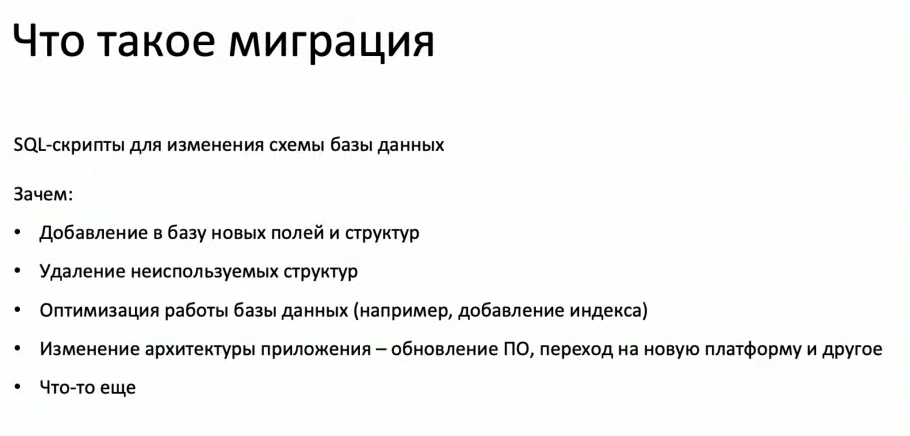 Что такое миграция
SQL-скрипты для изменения схемы базы данных
Зачем:
• Добавление в базу новых полей и структур
• Удаление неиспользуемых структур
• Оптимизация работы базы данных (например, добавление индекса)
• Изменение архитектуры приложения – обновление ПО, переход на новую платформу и другое
• Что-то еще